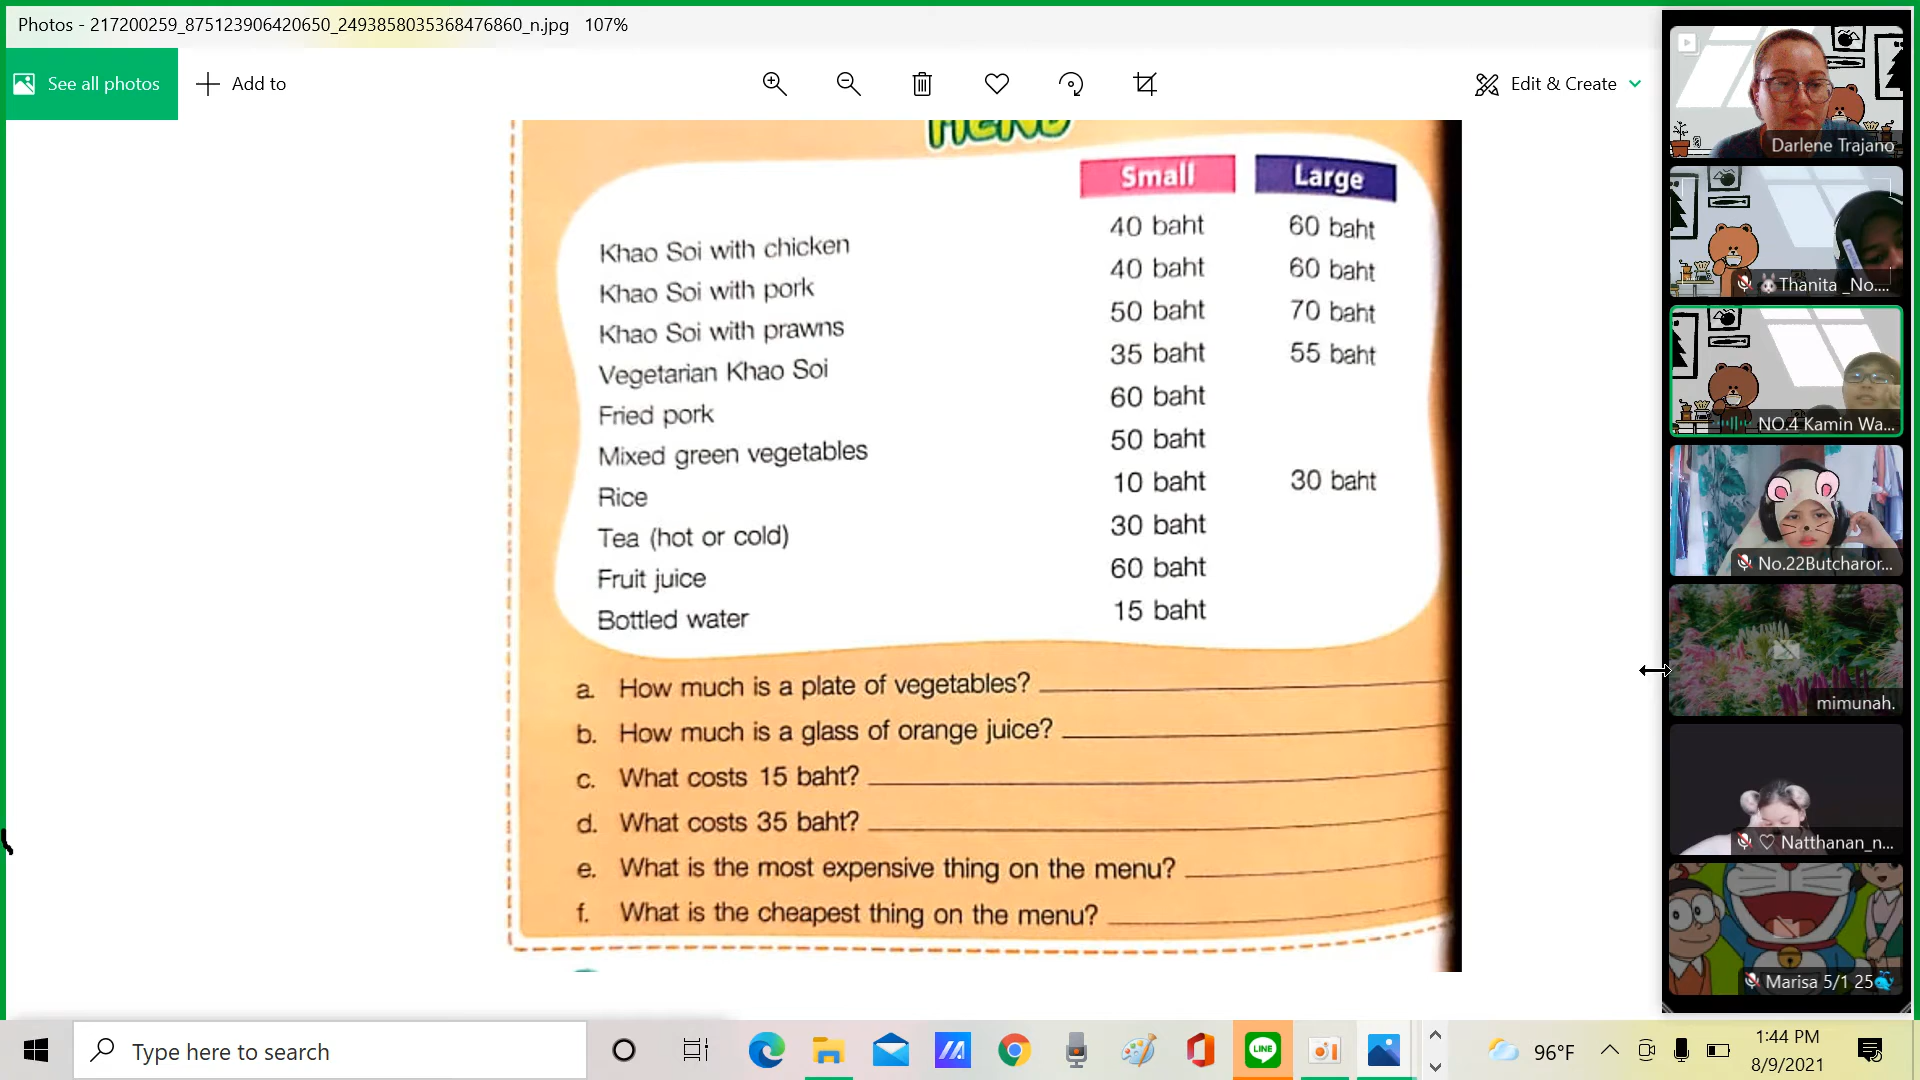 Photos - 217200259_875123906420650_2493858035368476860_n.jpg 107%
See all photos
Add to
Edit & Create
MENU
Small Large
Khao Soi with chicken 40 baht 60 baht
Khao Soi with pork 40 baht 60 baht
Khao Soi with prawns 50 baht 70 baht
Vegetarian Khao Soi 35 baht 55 baht
Fried pork 60 baht
Mixed green vegetables 50 baht
Rice 10 baht 30 baht
Tea (hot or cold) 30 baht
Fruit juice 60 baht
Bottled water 15 baht
a. How much is a plate of vegetables?
b. How much is a glass of orange juice?
c. What costs 15 baht?
d. What costs 35 baht?
e. What is the most expensive thing on the menu?
f. What is the cheapest thing on the menu?
Darlene Trajano
Thanita _No....
NO.4 Kamin Wa...
No.22Butcharor...
mimunah.
Natthanan_n...
Marisa 5/1 25
Type here to search
LINE
96°F
1:44 PM
8/9/2021